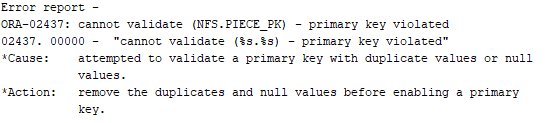 Error report -
ORA-02437: cannot validate (NFS.PIECE_PK) - primary key violated
02437. 00000 -  "cannot validate (%s.%s) - primary key violated"
*Cause:    attempted to validate a primary key with duplicate values or null
           values.
*Action:   remove the duplicates and null values before enabling a primary
           key.